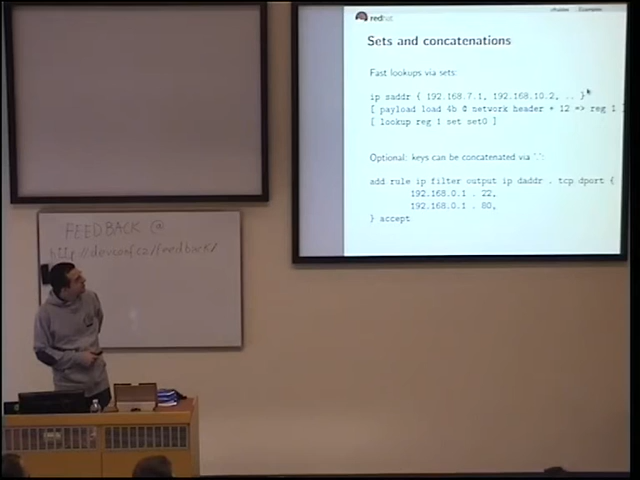 redhat
Examples
Sets and concatenations
Fast lookups via sets:
ip saddr { 192.168.7.1, 192.168.10.2, .. }
[ payload load 4b @ network header + 12 => reg 1 ]
[ lookup reg 1 set set0 ]
Optional: keys can be concatenated via '.':
add rule ip filter output ip daddr . tcp dport {
192.168.0.1 . 22,
192.168.0.1 . 80,
} accept
FEEDBACK @
http://devconf.cz/feedback/